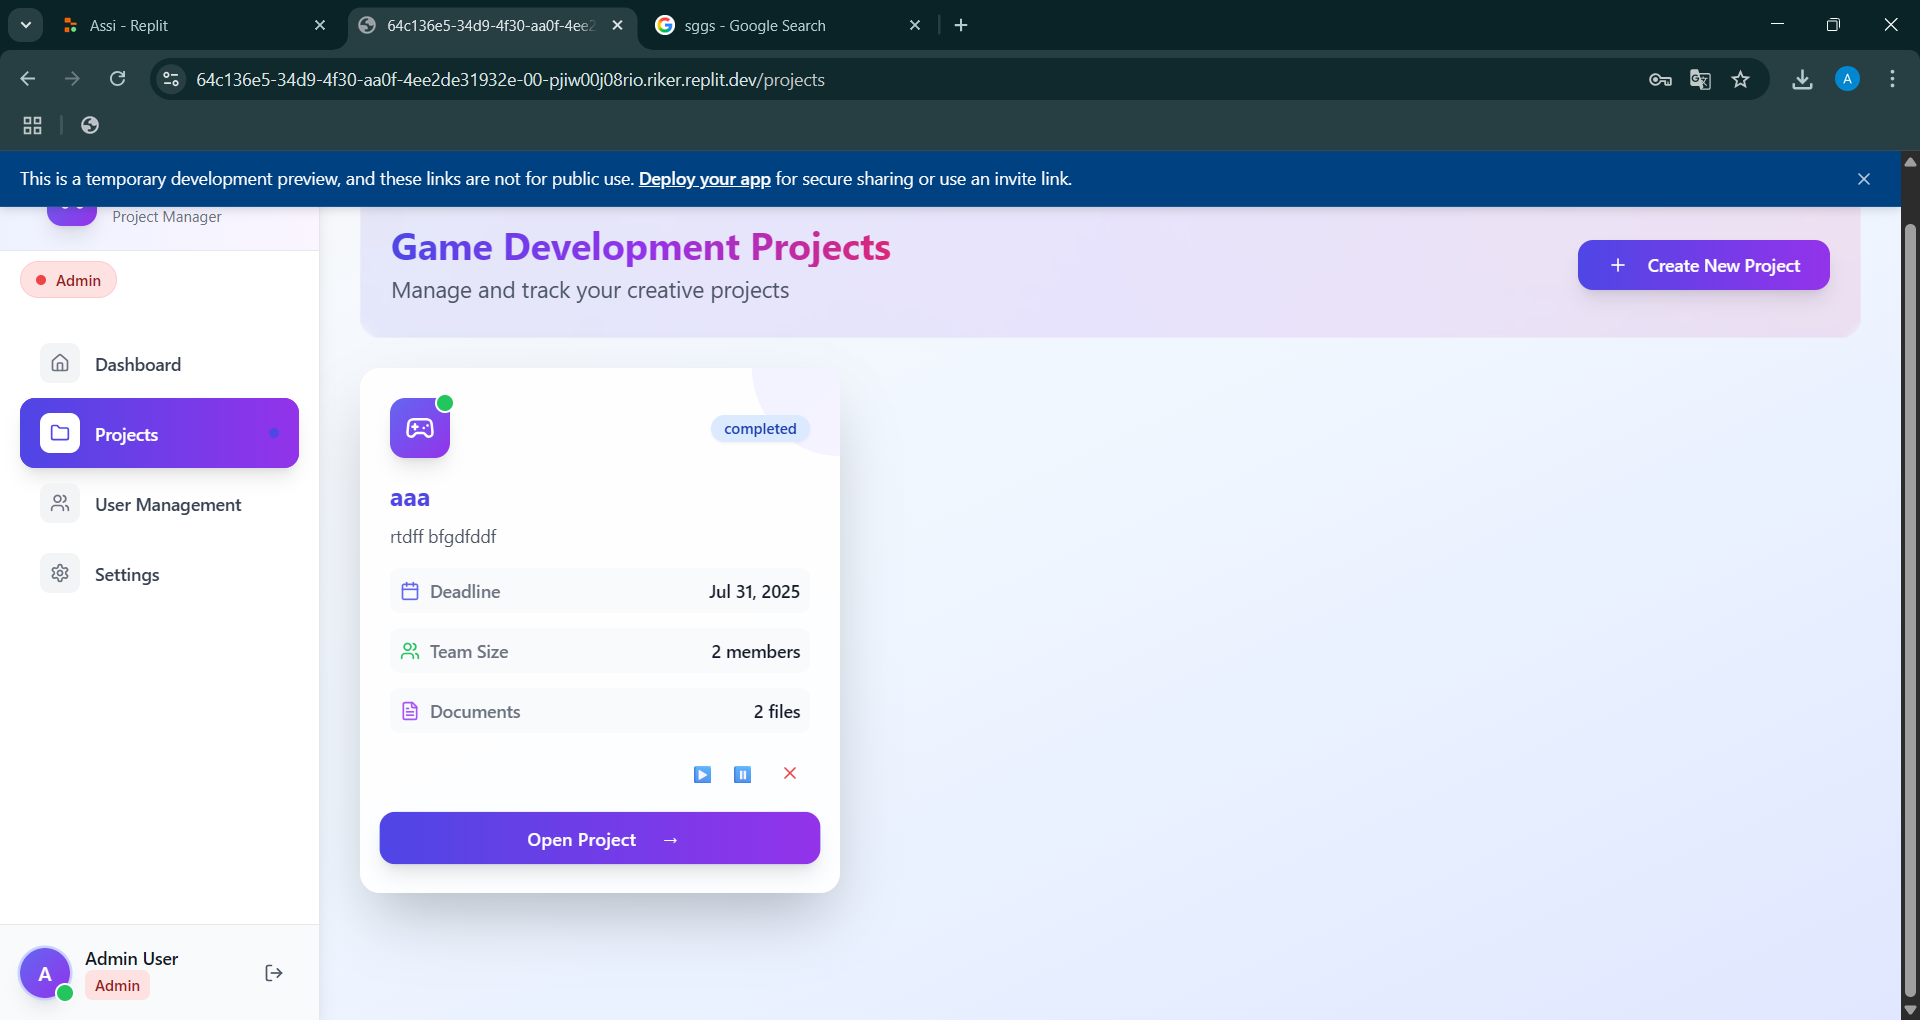 Assi - Replit
64c136e5-34d9-4f30-aa0f-4ee2
sggs - Google Search
64c136e5-34d9-4f30-aa0f-4ee2de31932e-00-pjiw00j08rio.riker.replit.dev/projects
A
This is a temporary development preview, and these links are not for public use. Deploy your app for secure sharing or use an invite link.
Project Manager
Admin
Dashboard
Projects
User Management
Settings
Game Development Projects
Manage and track your creative projects
+ Create New Project
completed
aaa
rtdff bfgdfddf
Deadline Jul 31, 2025
Team Size 2 members
Documents 2 files
Open Project →
A
Admin User
Admin